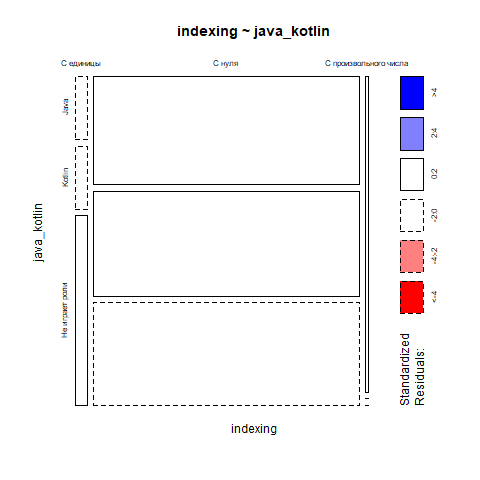 indexing ~ java_kotlin
С единицы
С нуля
С произвольного числа
Java
Kotlin
Не играет роли
java_kotlin
indexing
>4
2:4
0:2
-2:0
-4:-2
<-4
Standardized
Residuals: